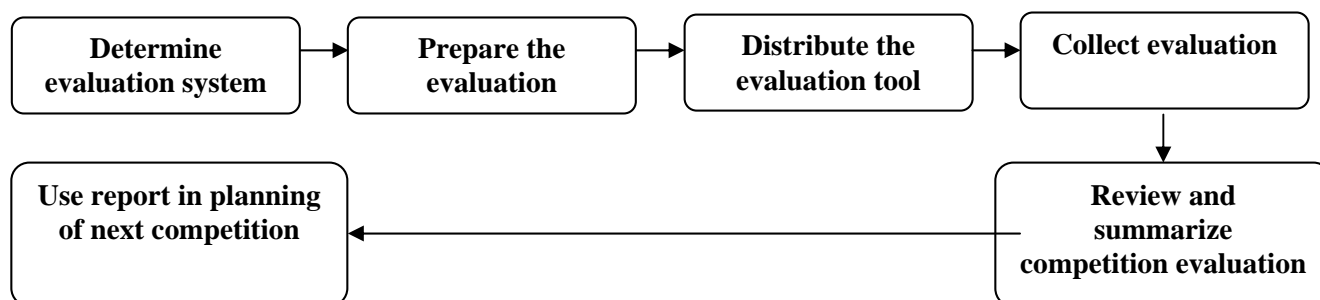 Determine
evaluation system
Prepare the
evaluation
Distribute the
evaluation tool
Collect evaluation
Review and
summarize
competition evaluation
Use report in planning
of next competition